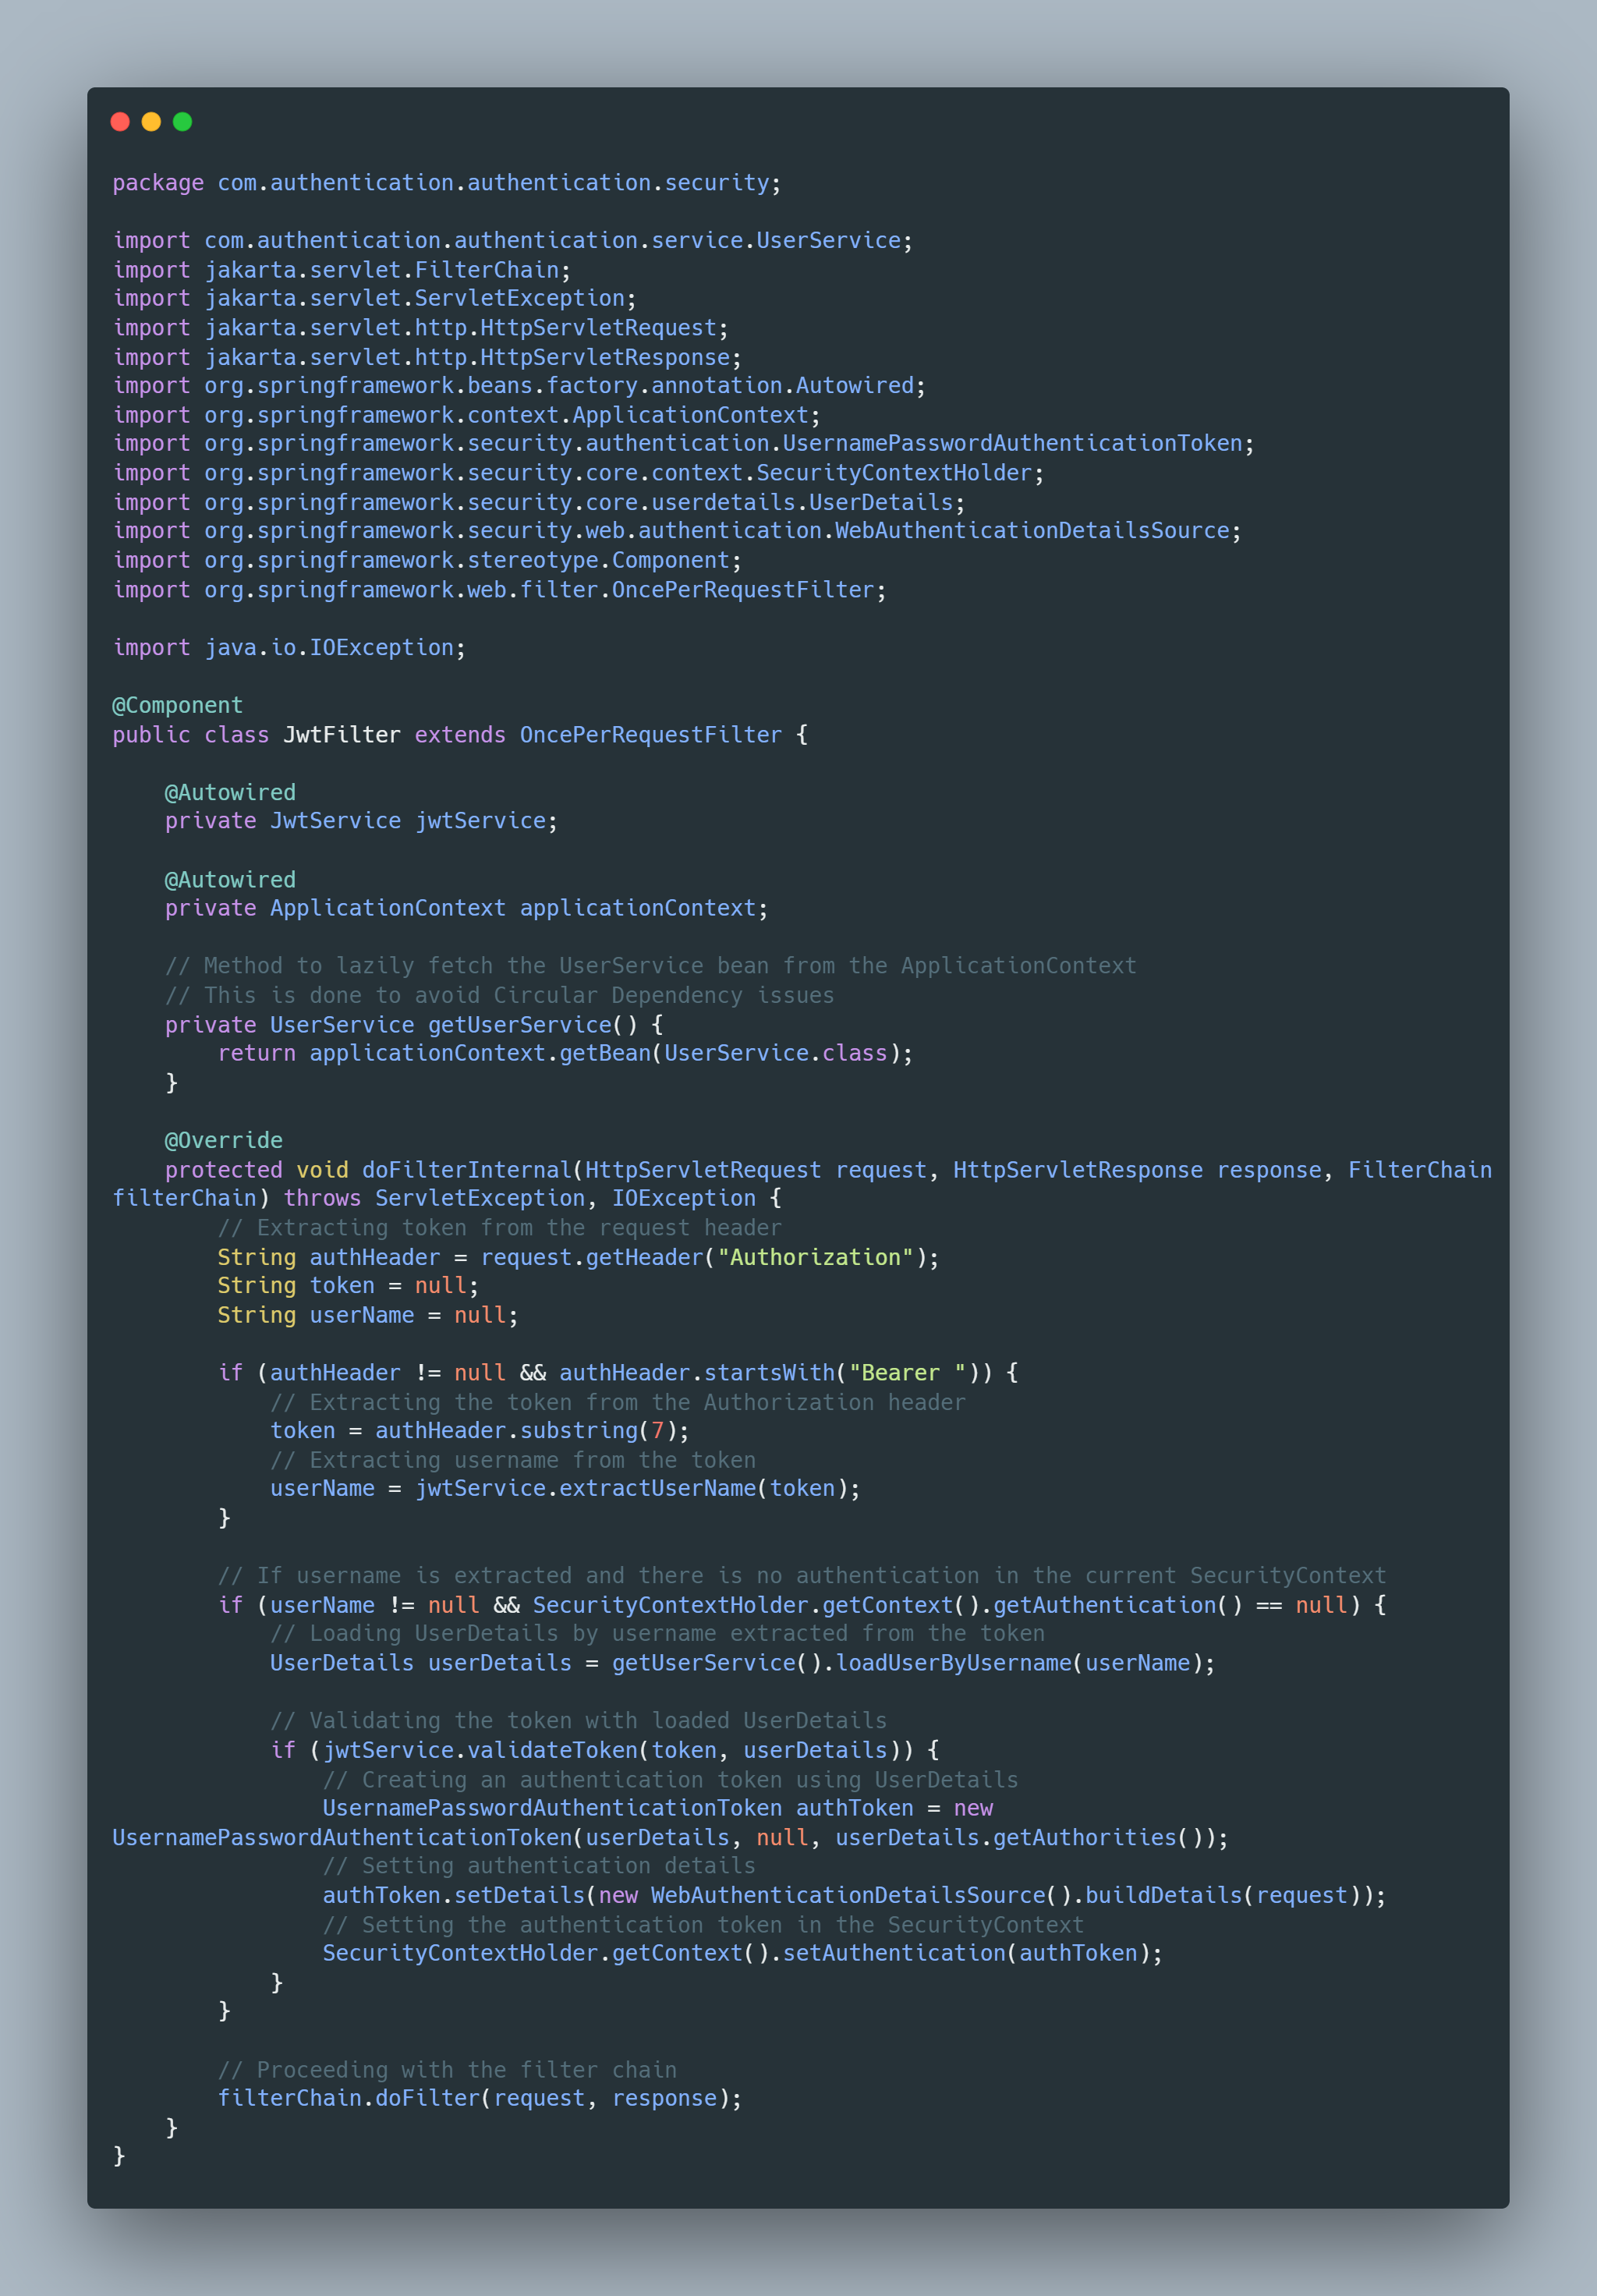 package com.authentication.authentication.security;

import com.authentication.authentication.service.UserService;
import jakarta.servlet.FilterChain;
import jakarta.servlet.ServletException;
import jakarta.servlet.http.HttpServletRequest;
import jakarta.servlet.http.HttpServletResponse;
import org.springframework.beans.factory.annotation.Autowired;
import org.springframework.context.ApplicationContext;
import org.springframework.security.authentication.UsernamePasswordAuthenticationToken;
import org.springframework.security.core.context.SecurityContextHolder;
import org.springframework.security.core.userdetails.UserDetails;
import org.springframework.security.web.authentication.WebAuthenticationDetailsSource;
import org.springframework.stereotype.Component;
import org.springframework.web.filter.OncePerRequestFilter;

import java.io.IOException;

@Component
public class JwtFilter extends OncePerRequestFilter {

    @Autowired
    private JwtService jwtService;

    @Autowired
    private ApplicationContext applicationContext;

    // Method to lazily fetch the UserService bean from the ApplicationContext
    // This is done to avoid Circular Dependency issues
    private UserService getUserService() {
        return applicationContext.getBean(UserService.class);
    }

    @Override
    protected void doFilterInternal(HttpServletRequest request, HttpServletResponse response, FilterChain
filterChain) throws ServletException, IOException {
        // Extracting token from the request header
        String authHeader = request.getHeader("Authorization");
        String token = null;
        String userName = null;

        if (authHeader != null && authHeader.startsWith("Bearer ")) {
            // Extracting the token from the Authorization header
            token = authHeader.substring(7);
            // Extracting username from the token
            userName = jwtService.extractUserName(token);
        }

        // If username is extracted and there is no authentication in the current SecurityContext
        if (userName != null && SecurityContextHolder.getContext().getAuthentication() == null) {
            // Loading UserDetails by username extracted from the token
            UserDetails userDetails = getUserService().loadUserByUsername(userName);

            // Validating the token with loaded UserDetails
            if (jwtService.validateToken(token, userDetails)) {
                // Creating an authentication token using UserDetails
                UsernamePasswordAuthenticationToken authToken = new
UsernamePasswordAuthenticationToken(userDetails, null, userDetails.getAuthorities());
                // Setting authentication details
                authToken.setDetails(new WebAuthenticationDetailsSource().buildDetails(request));
                // Setting the authentication token in the SecurityContext
                SecurityContextHolder.getContext().setAuthentication(authToken);
            }
        }

        // Proceeding with the filter chain
        filterChain.doFilter(request, response);
    }
}